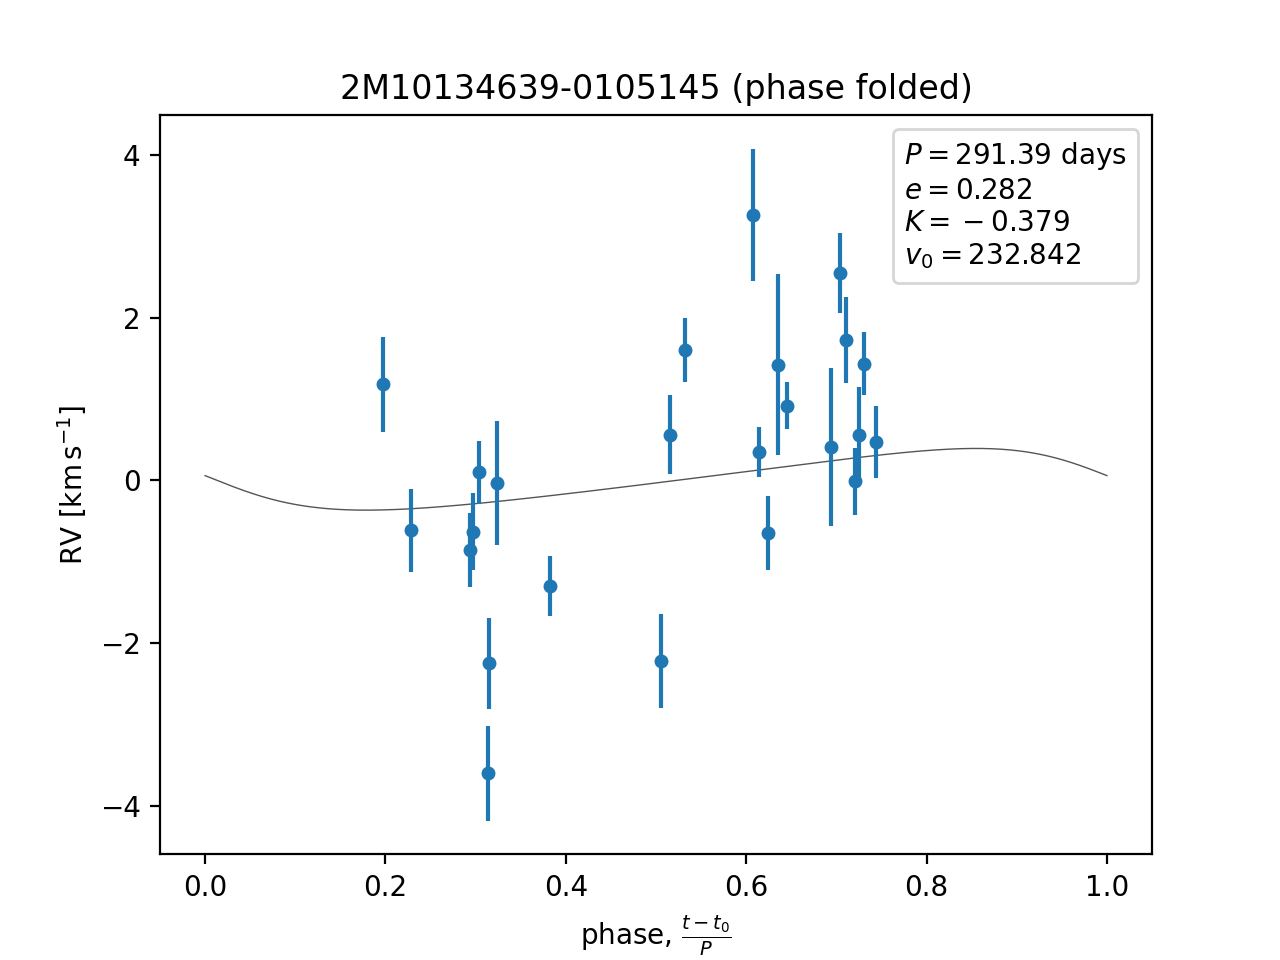 2M10134639-0105145 (phase folded)
P = 291.39 days
e = 0.282
K = −0.379
v₀ = 232.842
4
2
0
−2
−4
RV [km s⁻¹]
0.0 0.2 0.4 0.6 0.8 1.0
phase, (t − t₀)/P